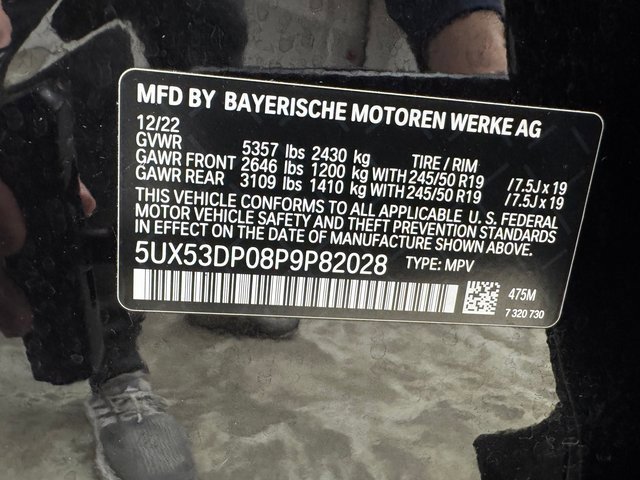 MFD BY BAYERISCHE MOTOREN WERKE AG
12/22
GVWR 5357 lbs 2430 kg TIRE / RIM
GAWR FRONT 2646 lbs 1200 kg WITH 245/50 R19 / 7.5J x 19
GAWR REAR 3109 lbs 1410 kg WITH 245/50 R19 / 7.5J x 19
THIS VEHICLE CONFORMS TO ALL APPLICABLE U. S. FEDERAL
MOTOR VEHICLE SAFETY AND THEFT PREVENTION STANDARDS
IN EFFECT ON THE DATE OF MANUFACTURE SHOWN ABOVE.
5UX53DP08P9P82028 TYPE: MPV
475M
7 320 730